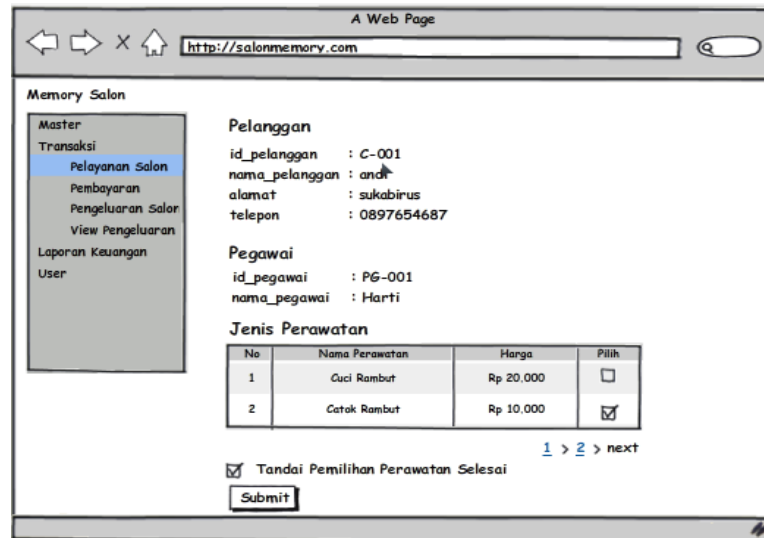 A Web Page
http://salonmemory.com
Memory Salon
Master
Transaksi
Pelayanan Salon
Pembayaran
Pengeluaran Salon
View Pengeluaran
Laporan Keuangan
User
Pelanggan
id_pelanggan : C-001
nama_pelanggan : andi
alamat : sukabirus
telepon : 0897654687
Pegawai
id_pegawai : PG-001
nama_pegawai : Harti
Jenis Perawatan
No Nama Perawatan Harga Pilih
1 Cuci Rambut Rp 20,000
2 Catok Rambut Rp 10,000
1 > 2 > next
Tandai Pemilihan Perawatan Selesai
Submit